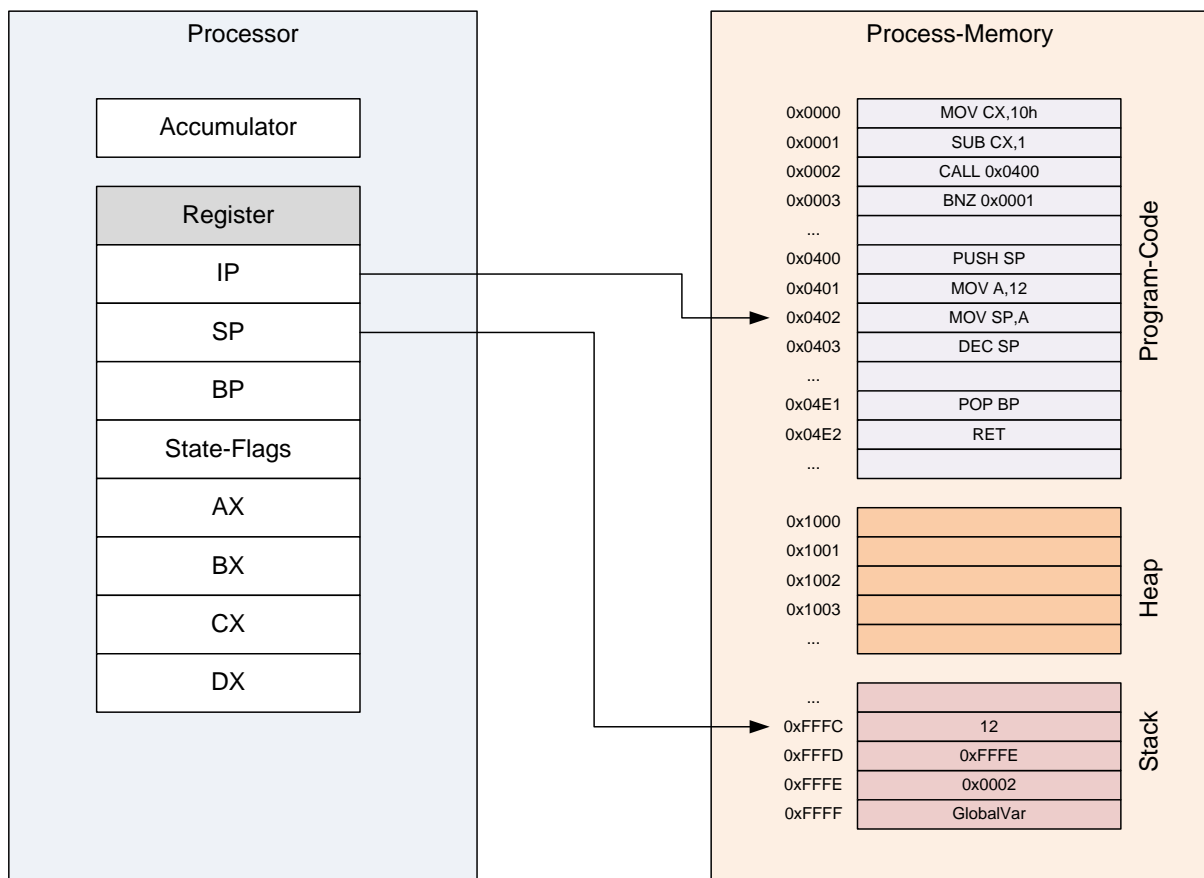 Processor
Accumulator
Register
IP
SP
BP
State-Flags
AX
BX
CX
DX
Process-Memory
0x0000 MOV CX,10h
0x0001 SUB CX,1
0x0002 CALL 0x0400
0x0003 BNZ 0x0001
...
0x0400 PUSH SP
0x0401 MOV A,12
0x0402 MOV SP,A
0x0403 DEC SP
...
0x04E1 POP BP
0x04E2 RET
...
Program-Code
0x1000
0x1001
0x1002
0x1003
...
Heap
...
0xFFFC 12
0xFFFD 0xFFFE
0xFFFE 0x0002
0xFFFF GlobalVar
Stack